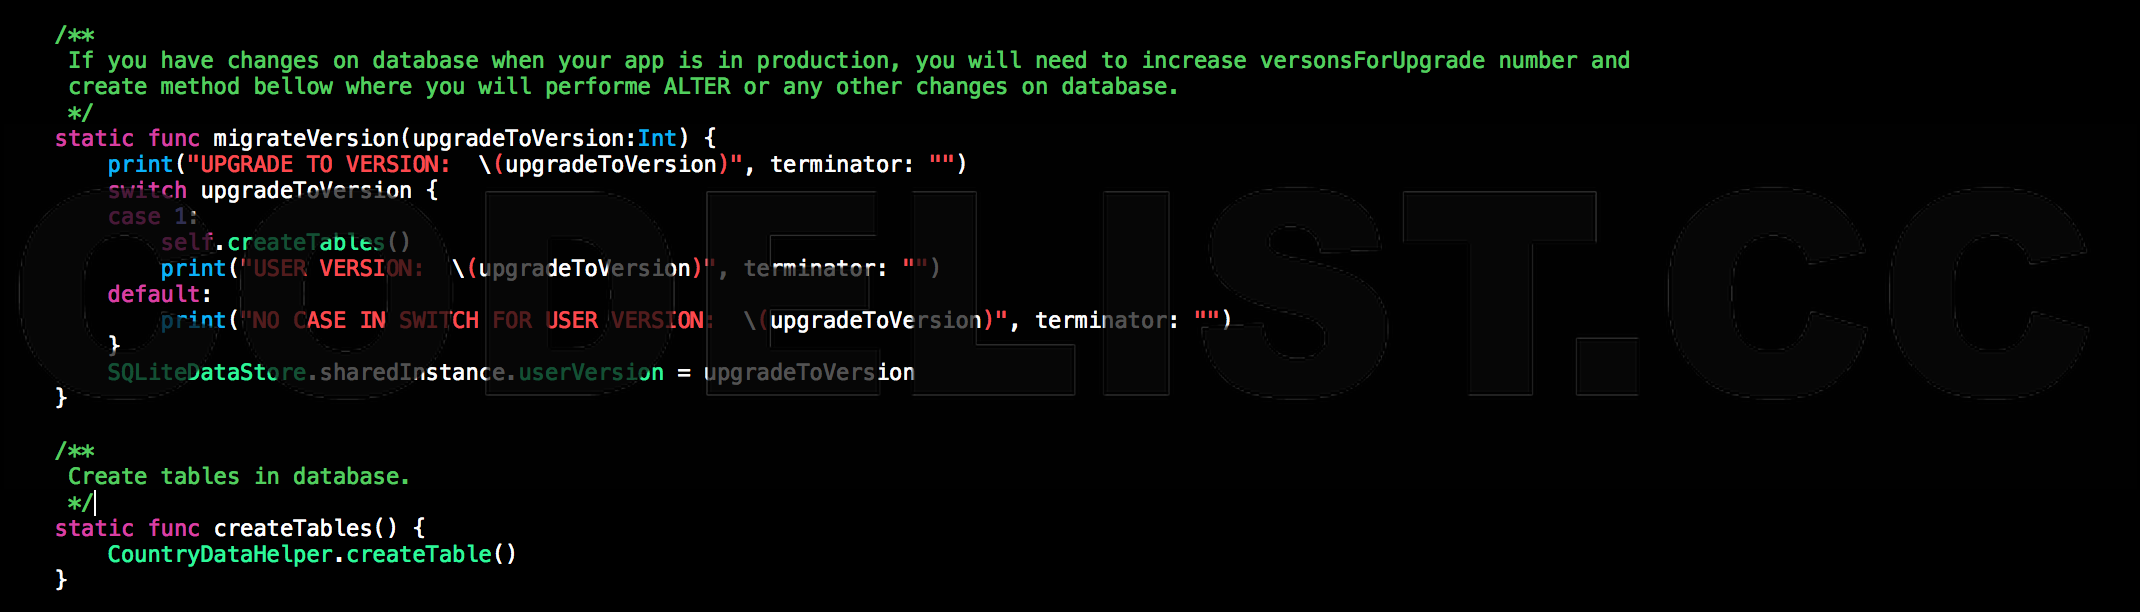 /**
 If you have changes on database when your app is in production, you will need to increase versonsForUpgrade number and
 create method bellow where you will performe ALTER or any other changes on database.
 */
static func migrateVersion(upgradeToVersion:Int) {
    print("UPGRADE TO VERSION:  \(upgradeToVersion)", terminator: "")
    switch upgradeToVersion {
    case 1:
        self.createTables()
        print("USER VERSION:  \(upgradeToVersion)", terminator: "")
    default:
        print("NO CASE IN SWITCH FOR USER VERSION:  \(upgradeToVersion)", terminator: "")
    }
    SQLiteDataStore.sharedInstance.userVersion = upgradeToVersion
}
/**
 Create tables in database.
 */
static func createTables() {
    CountryDataHelper.createTable()
}
CODELIST.CC